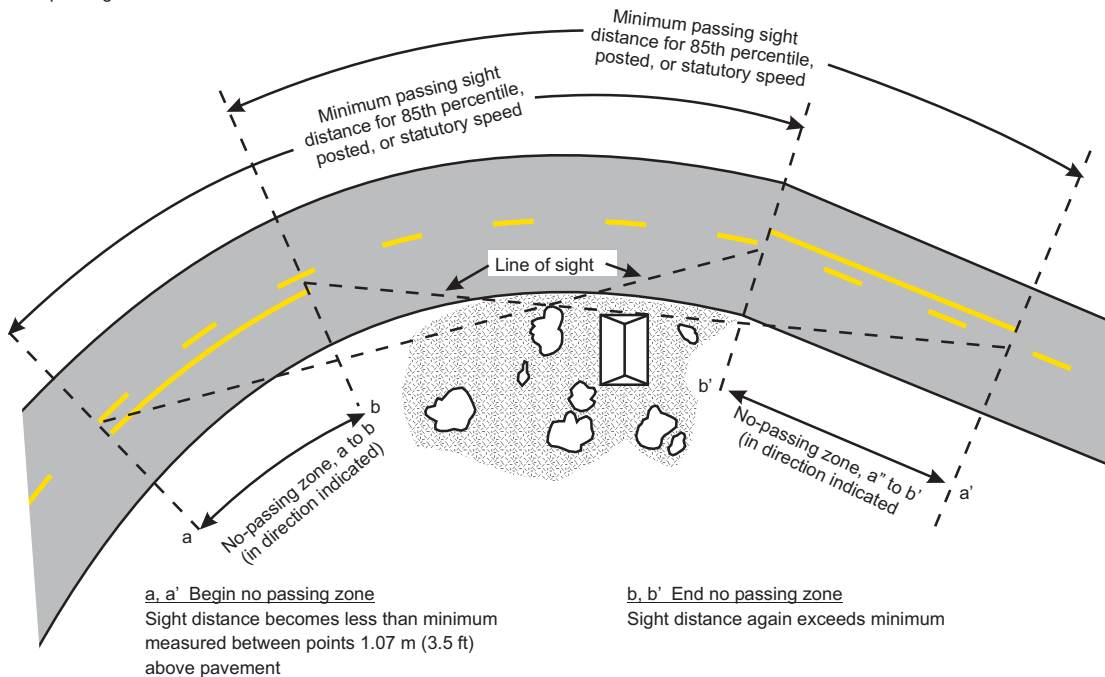 Minimum passing sight
distance for 85th percentile,
posted, or statutory speed
Minimum passing sight
distance for 85th percentile,
posted, or statutory speed
Line of sight
b
a
No-passing zone, a to b
(in direction indicated)
b’
a’
No-passing zone, a” to b’
(in direction indicated
a, a’ Begin no passing zone
Sight distance becomes less than minimum
measured between points 1.07 m (3.5 ft)
above pavement
b, b’ End no passing zone
Sight distance again exceeds minimum